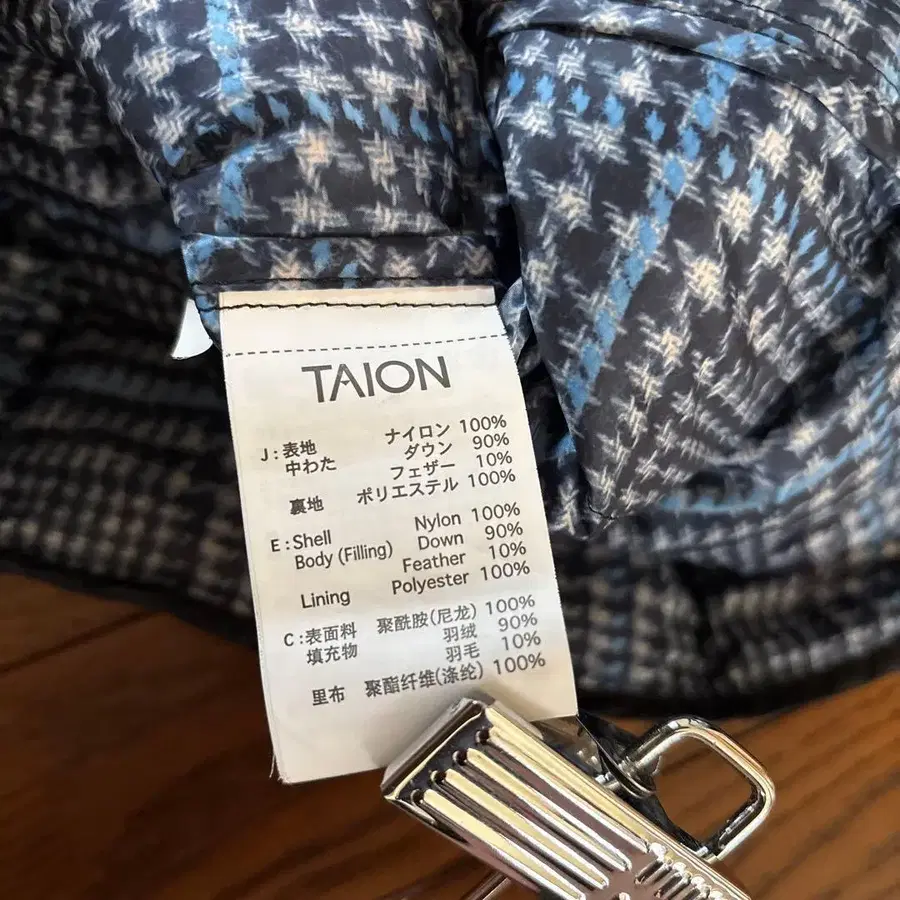 TAION
J：表地 ナイロン 100%
中わた ダウン 90%
フェザー 10%
裏地 ポリエステル 100%
E：Shell Nylon 100%
Body (Filling) Down 90%
Feather 10%
Lining Polyester 100%
C：表面料 聚酰胺(尼龙) 100%
填充物 羽绒 90%
羽毛 10%
里布 聚酯纤维(涤纶) 100%